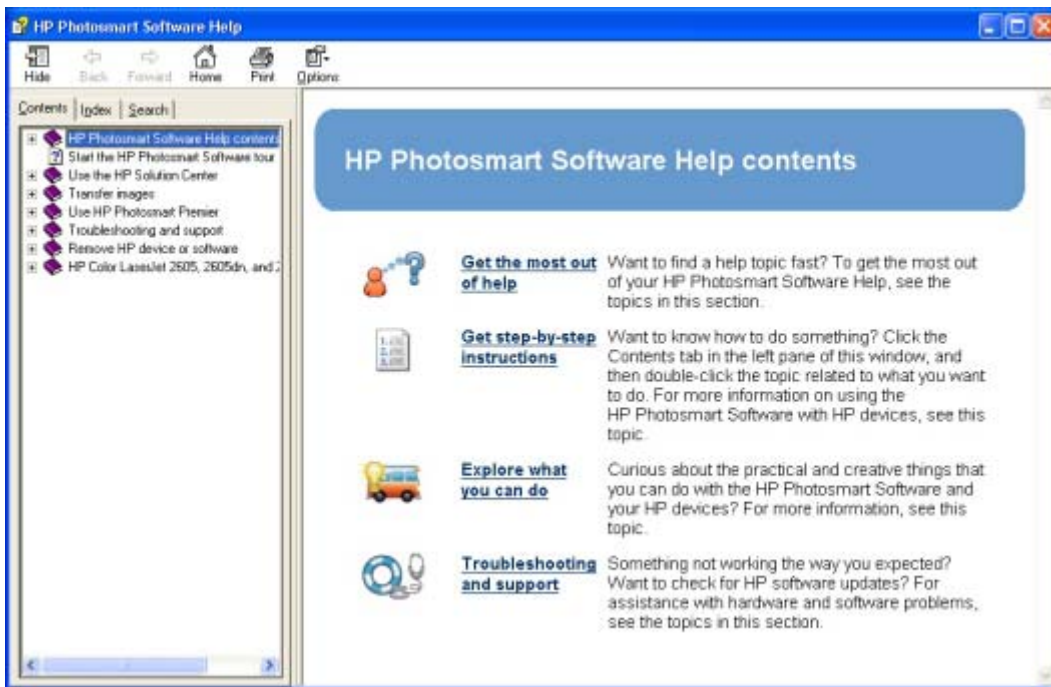 HP Photosmart Software Help
Hide Back Forward Home Print Options
Contents Index Search
HP Photosmart Software Help contents
Start the HP Photosmart Software tour
Use the HP Solution Center
Transfer images
Use HP Photosmart Premier
Troubleshooting and support
Remove HP device or software
HP Color LaserJet 2605, 2605dn, and 2
HP Photosmart Software Help contents
Get the most out
of help
Want to find a help topic fast? To get the most out
of your HP Photosmart Software Help, see the
topics in this section.
Get step-by-step
instructions
Want to know how to do something? Click the
Contents tab in the left pane of this window, and
then double-click the topic related to what you want
to do. For more information on using the
HP Photosmart Software with HP devices, see this
topic.
Explore what
you can do
Curious about the practical and creative things that
you can do with the HP Photosmart Software and
your HP devices? For more information, see this
topic.
Troubleshooting
and support
Something not working the way you expected?
Want to check for HP software updates? For
assistance with hardware and software problems,
see the topics in this section.